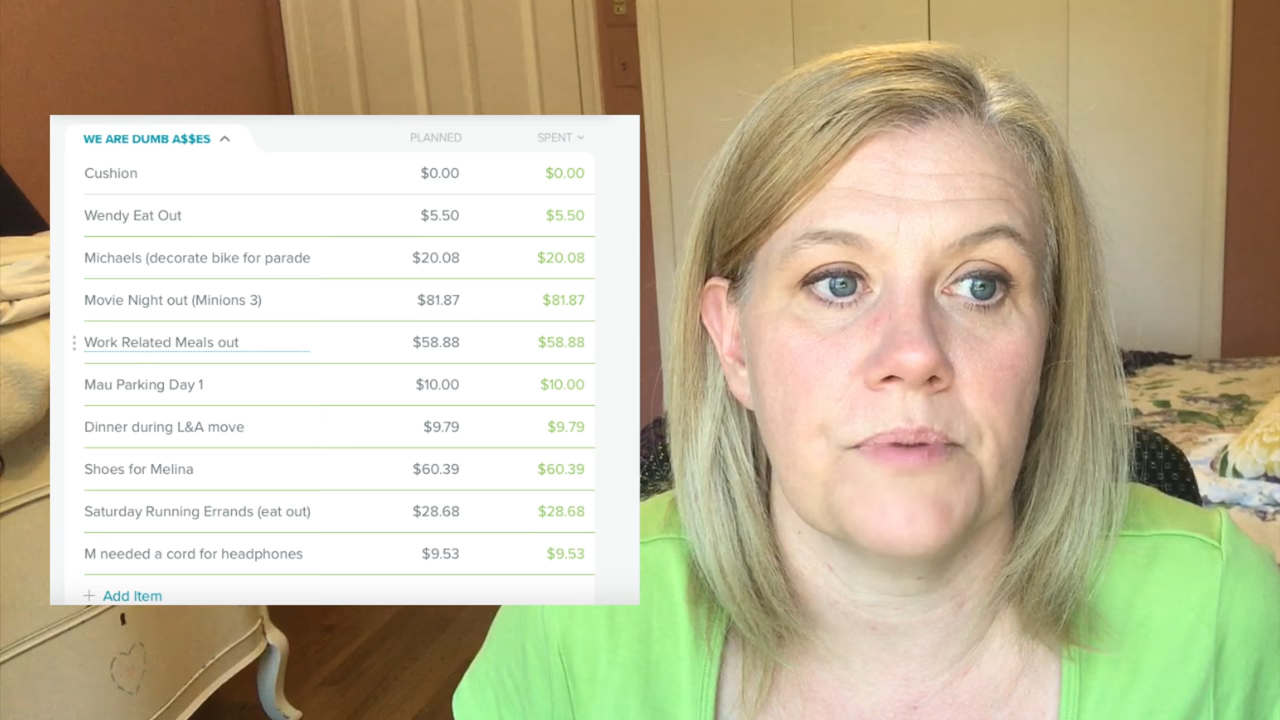 WE ARE DUMB A$$ES PLANNED SPENT
Cushion $0.00 $0.00
Wendy Eat Out $5.50 $5.50
Michaels (decorate bike for parade $20.08 $20.08
Movie Night out (Minions 3) $81.87 $81.87
Work Related Meals out $58.88 $58.88
Mau Parking Day 1 $10.00 $10.00
Dinner during L&A move $9.79 $9.79
Shoes for Melina $60.39 $60.39
Saturday Running Errands (eat out) $28.68 $28.68
M needed a cord for headphones $9.53 $9.53
+ Add Item